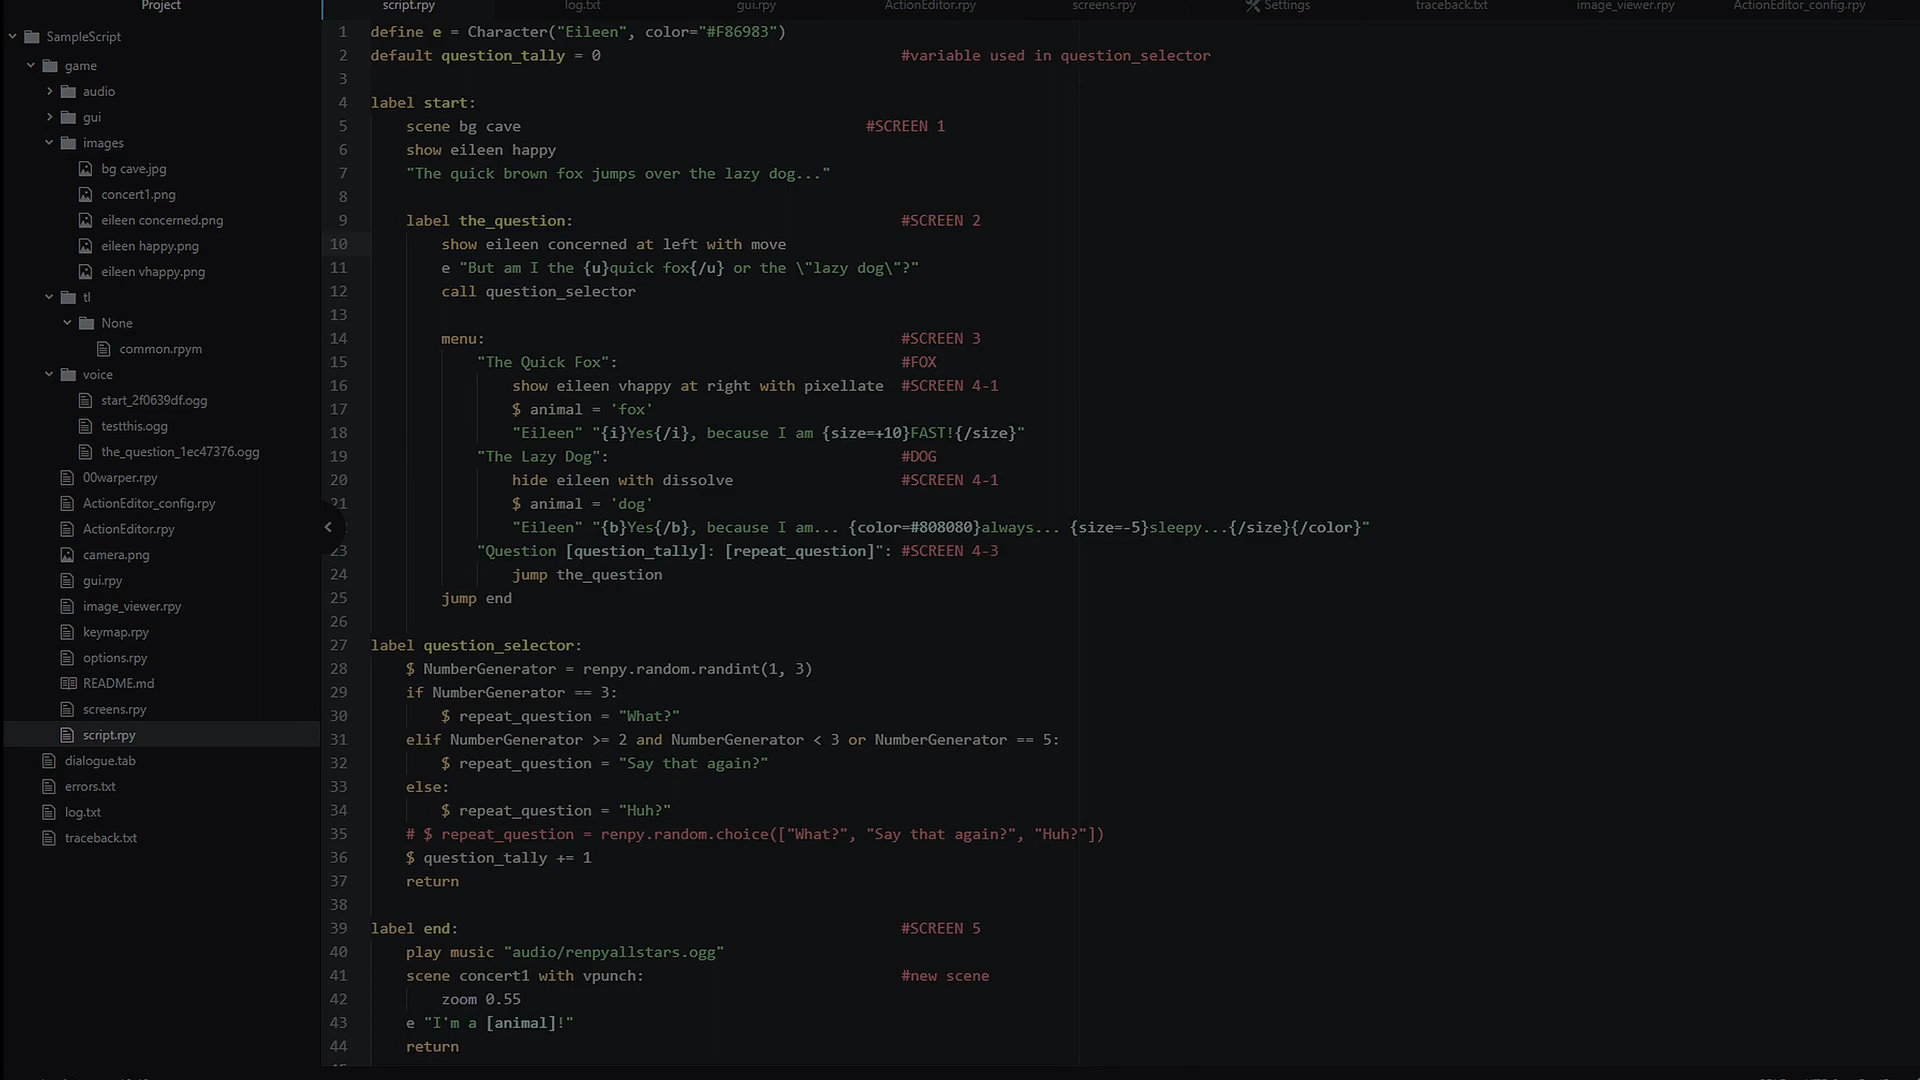 Project
script.rpy
log.txt
gui.rpy
ActionEditor.rpy
screens.rpy
Settings
traceback.txt
image_viewer.rpy
ActionEditor_config.rpy
SampleScript
game
audio
gui
images
bg cave.jpg
concert1.png
eileen concerned.png
eileen happy.png
eileen vhappy.png
tl
None
common.rpym
voice
start_2f0639df.ogg
testthis.ogg
the_question_1ec47376.ogg
00warper.rpy
ActionEditor_config.rpy
ActionEditor.rpy
camera.png
gui.rpy
image_viewer.rpy
keymap.rpy
options.rpy
README.md
screens.rpy
script.rpy
dialogue.tab
errors.txt
log.txt
traceback.txt
1 define e = Character("Eileen", color="#F86983")
2 default question_tally = 0 #variable used in question_selector
3
4 label start:
5 scene bg cave #SCREEN 1
6 show eileen happy
7 "The quick brown fox jumps over the lazy dog..."
8
9 label the_question: #SCREEN 2
10 show eileen concerned at left with move
11 e "But am I the {u}quick fox{/u} or the \"lazy dog\"?"
12 call question_selector
13
14 menu: #SCREEN 3
15 "The Quick Fox": #FOX
16 show eileen vhappy at right with pixellate #SCREEN 4-1
17 $ animal = 'fox'
18 "Eileen" "{i}Yes{/i}, because I am {size=+10}FAST!{/size}"
19 "The Lazy Dog": #DOG
20 hide eileen with dissolve #SCREEN 4-1
21 $ animal = 'dog'
"Eileen" "{b}Yes{/b}, because I am... {color=#808080}always... {size=-5}sleepy...{/size}{/color}"
23 "Question [question_tally]: [repeat_question]": #SCREEN 4-3
24 jump the_question
25 jump end
26
27 label question_selector:
28 $ NumberGenerator = renpy.random.randint(1, 3)
29 if NumberGenerator == 3:
30 $ repeat_question = "What?"
31 elif NumberGenerator >= 2 and NumberGenerator < 3 or NumberGenerator == 5:
32 $ repeat_question = "Say that again?"
33 else:
34 $ repeat_question = "Huh?"
35 # $ repeat_question = renpy.random.choice(["What?", "Say that again?", "Huh?"])
36 $ question_tally += 1
37 return
38
39 label end: #SCREEN 5
40 play music "audio/renpyallstars.ogg"
41 scene concert1 with vpunch: #new scene
42 zoom 0.55
43 e "I'm a [animal]!"
44 return